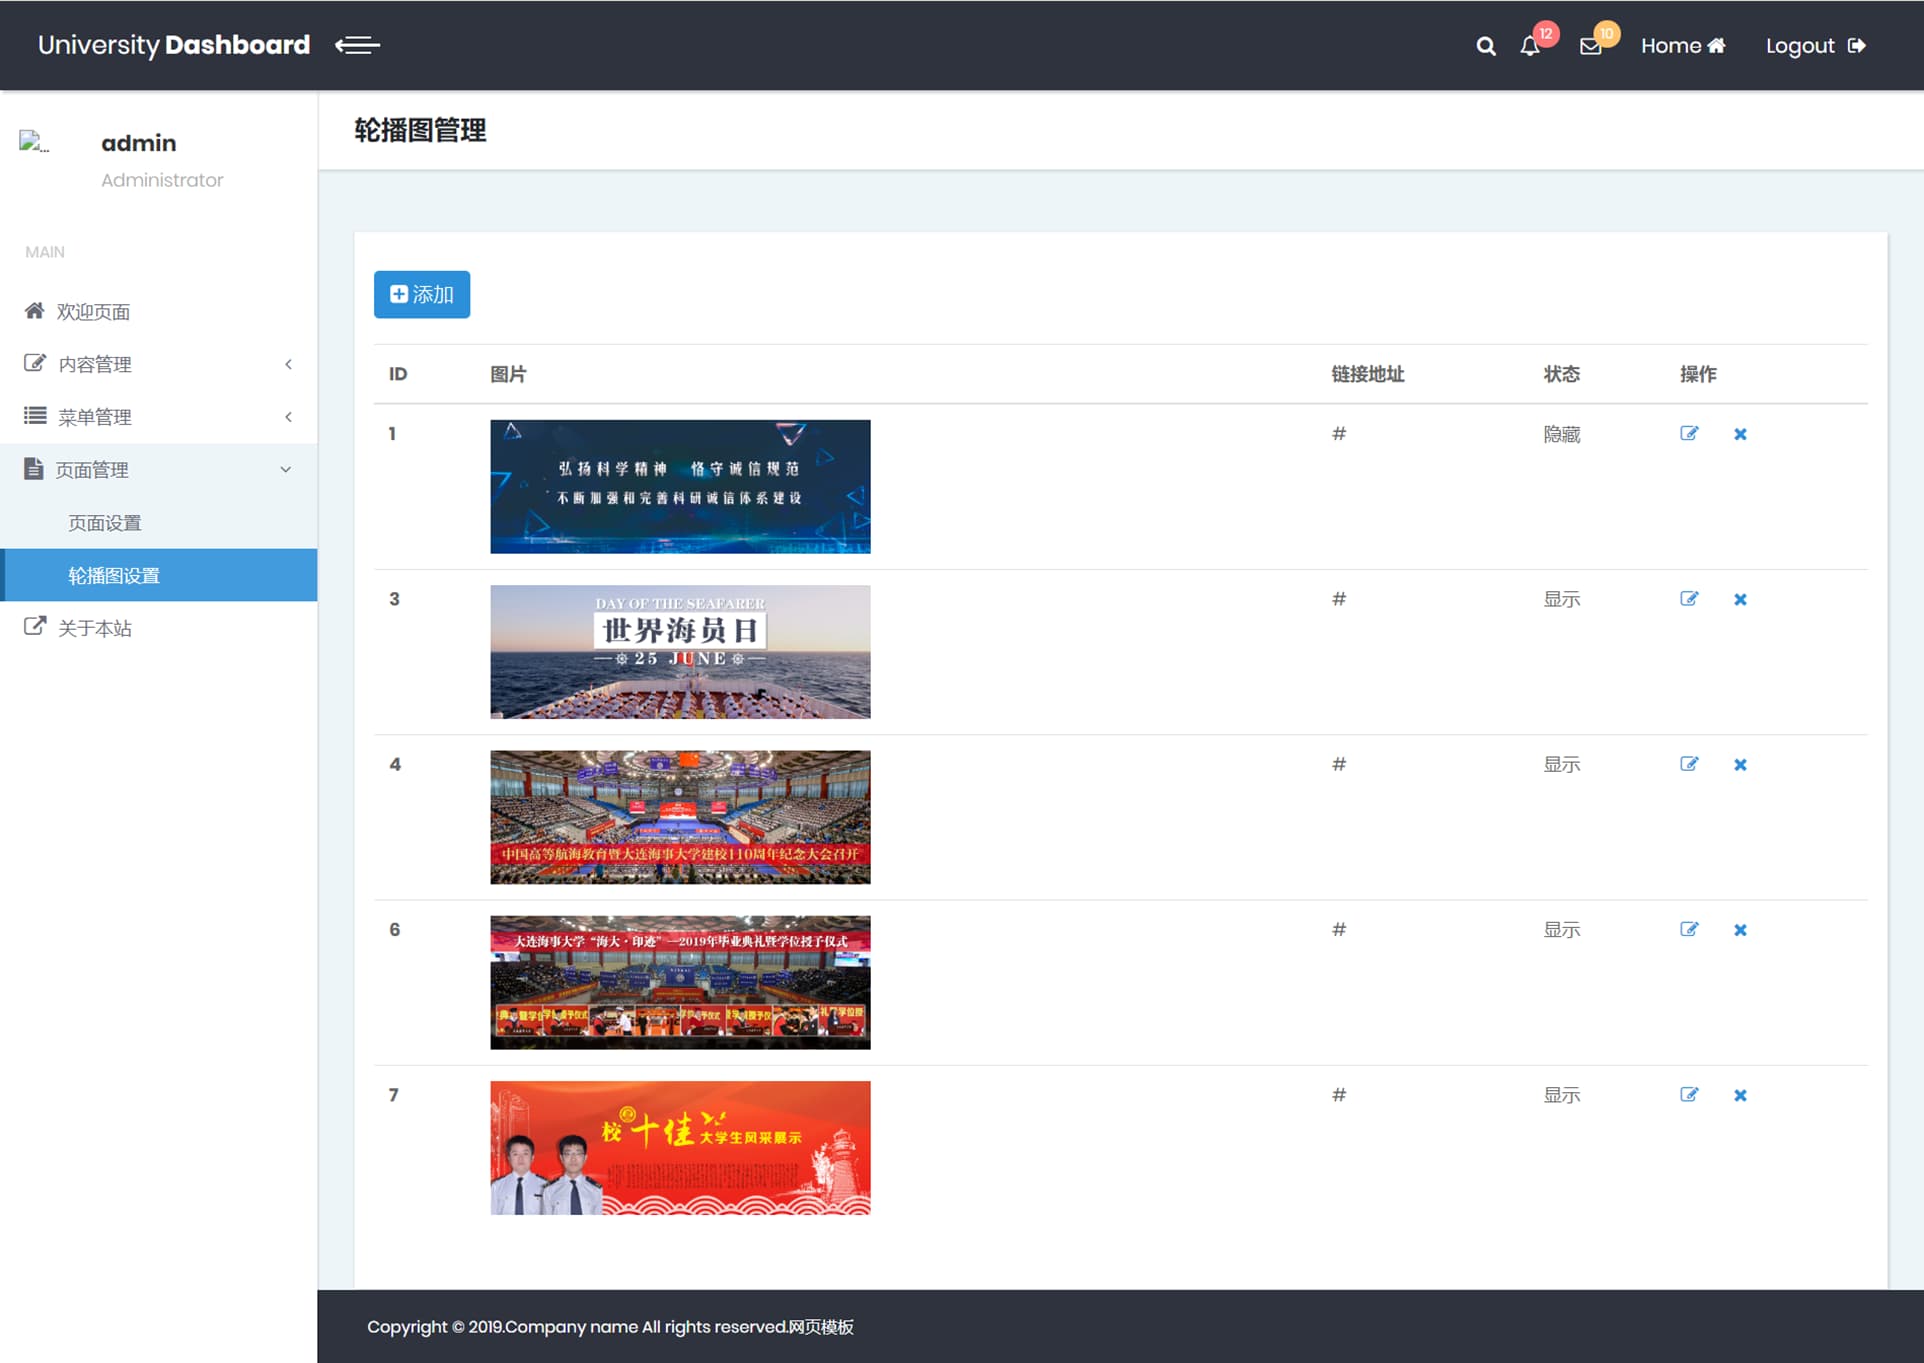 University Dashboard
12
10
Home
Logout
admin
Administrator
MAIN
欢迎页面
内容管理
菜单管理
页面管理
页面设置
轮播图设置
关于本站
轮播图管理
添加
ID 图片 链接地址 状态 操作
1 # 隐藏
弘扬科学精神 恪守诚信规范
不断加强和完善科研诚信体系建设
3 # 显示
DAY OF THE SEAFARER
世界海员日
25 JUNE
4 # 显示
中国高等航海教育暨大连海事大学建校110周年纪念大会召开
6 # 显示
大连海事大学“海大·印迹”—2019年毕业典礼暨学位授予仪式
7 # 显示
校十佳大学生风采展示
Copyright © 2019.Company name All rights reserved.网页模板